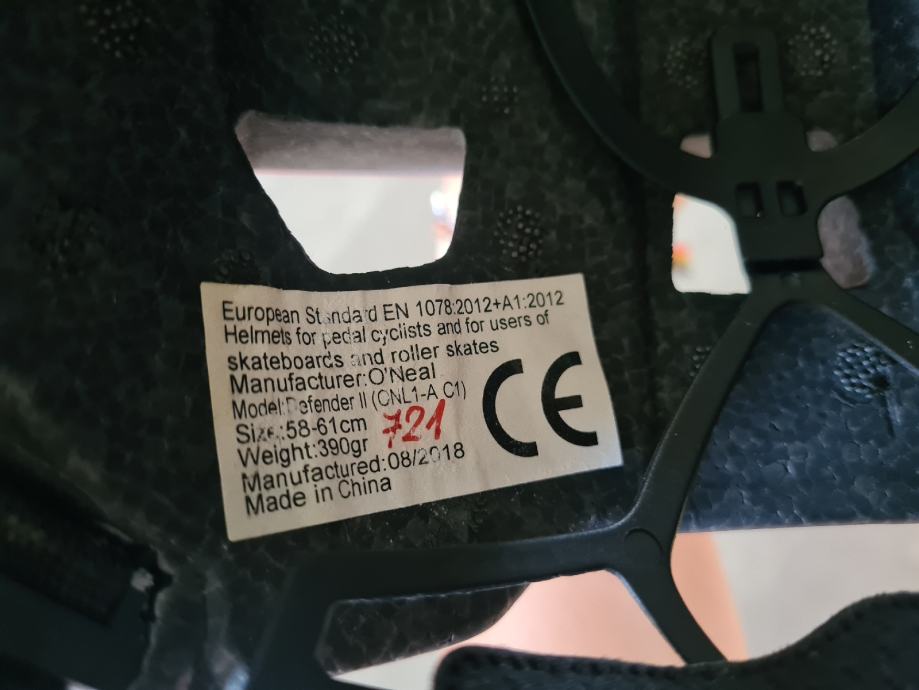 European Standard EN 1078:2012+A1:2012
Helmets for pedal cyclists and for users of
skateboards and roller skates
Manufacturer:O'Neal
Model:Defender II (CNL1-A C1)
Size:58-61cm 721
Weight:390gr
Manufactured:08/2018
Made in China
CE